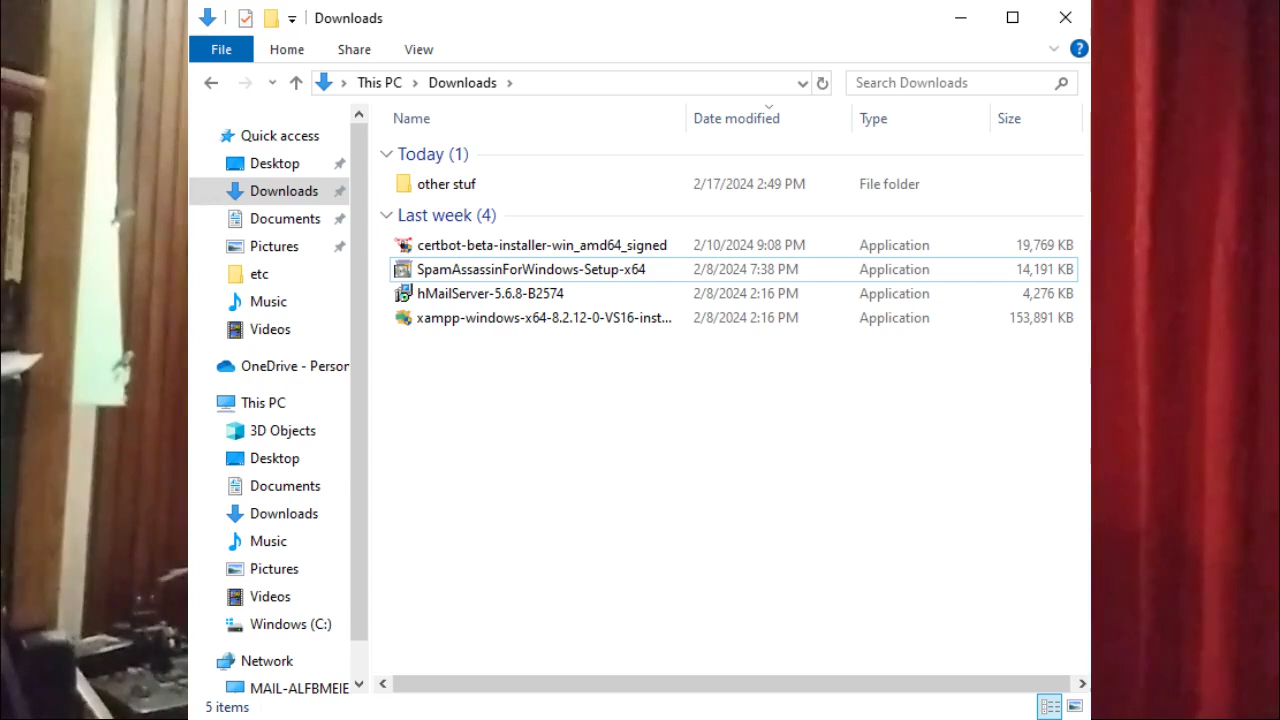 Downloads
File Home Share View
This PC Downloads
Search Downloads
Name Date modified Type Size
Quick access
Desktop
Downloads
Documents
Pictures
etc
Music
Videos
OneDrive - Person
This PC
3D Objects
Desktop
Documents
Downloads
Music
Pictures
Videos
Windows (C:)
Network
MAIL-ALFBMEIE
Today (1)
other stuf 2/17/2024 2:49 PM File folder
Last week (4)
certbot-beta-installer-win_amd64_signed 2/10/2024 9:08 PM Application 19,769 KB
SpamAssassinForWindows-Setup-x64 2/8/2024 7:38 PM Application 14,191 KB
hMailServer-5.6.8-B2574 2/8/2024 2:16 PM Application 4,276 KB
xampp-windows-x64-8.2.12-0-VS16-inst... 2/8/2024 2:16 PM Application 153,891 KB
5 items